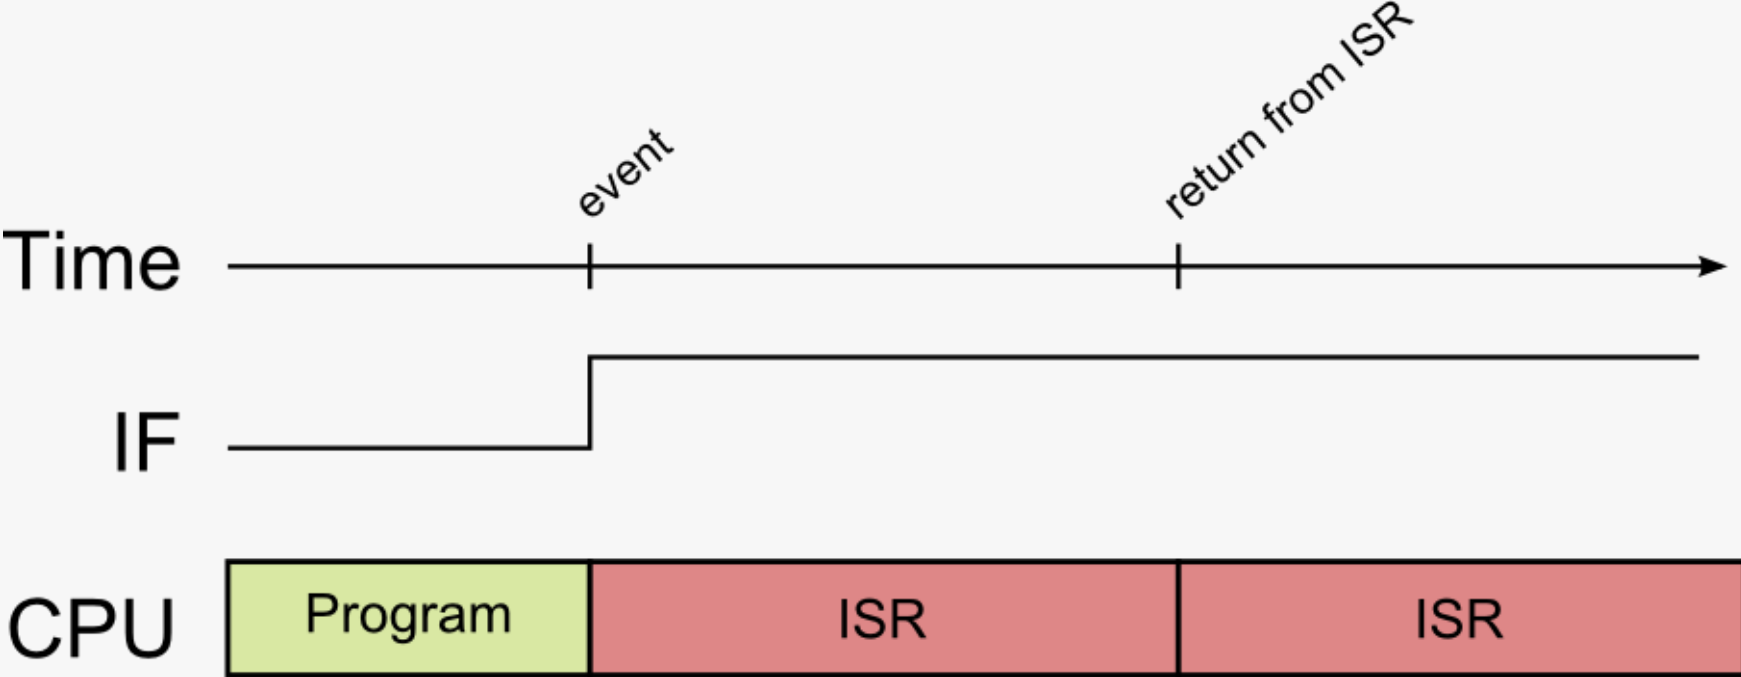 event
return from ISR
Time
IF
CPU
Program
ISR
ISR